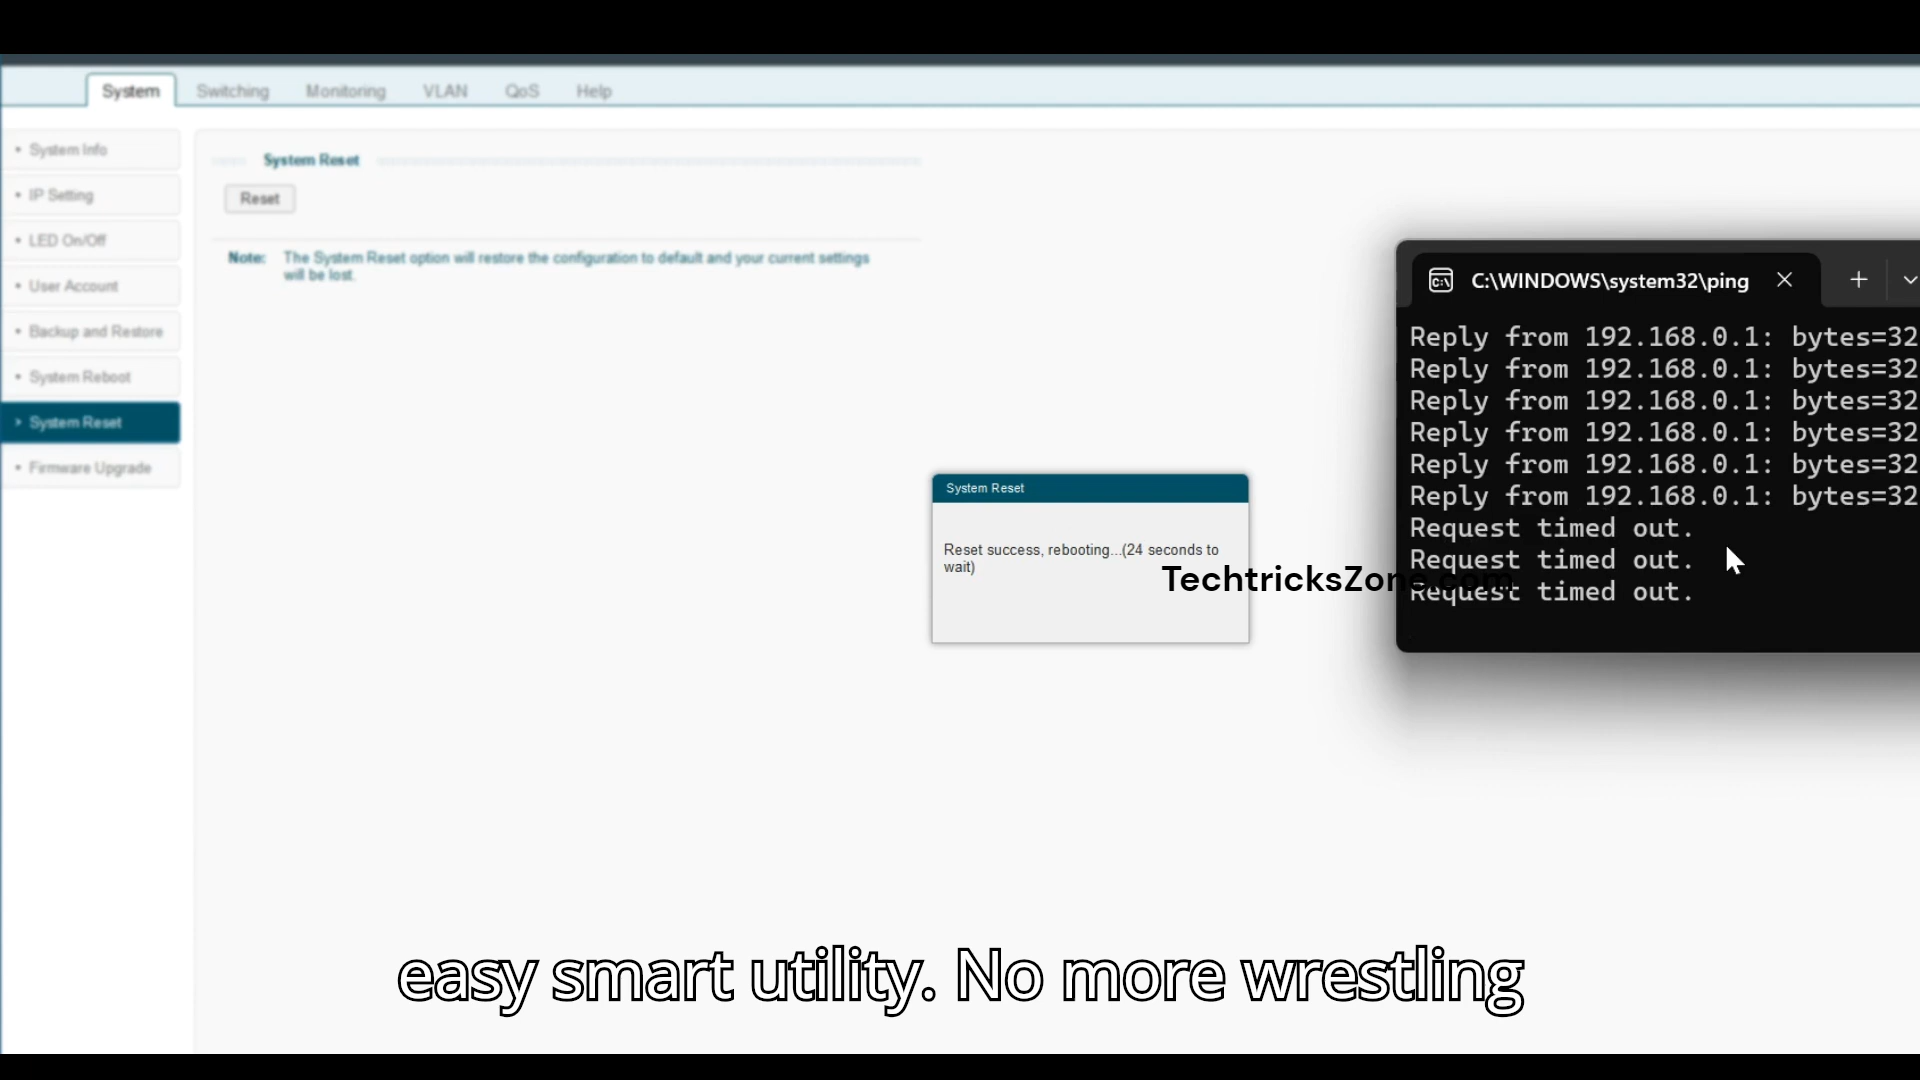 System Switching Monitoring VLAN QoS Help
System Info
IP Setting
LED On/Off
User Account
Backup and Restore
System Reboot
System Reset
Firmware Upgrade
System Reset
Reset
Note: The System Reset option will restore the configuration to default and your current settings
will be lost.
System Reset
Reset success, rebooting...(24 seconds to
wait)
TechtricksZone.com
C:\WINDOWS\system32\ping
Reply from 192.168.0.1: bytes=32
Reply from 192.168.0.1: bytes=32
Reply from 192.168.0.1: bytes=32
Reply from 192.168.0.1: bytes=32
Reply from 192.168.0.1: bytes=32
Reply from 192.168.0.1: bytes=32
Request timed out.
Request timed out.
Request timed out.
easy smart utility. No more wrestling